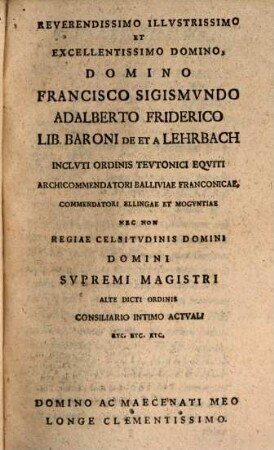 REVERENDISSIMO ILLVSTRISSIMO
ET
EXCELLENTISSIMO DOMINO,
DOMINO
FRANCISCO SIGISMVNDO
ADALBERTO FRIDERICO
LIB. BARONI DE ET A LEHRBACH
INCLVTI ORDINIS TEVTONICI EQVITI
ARCHICOMMENDATORI BALLIVIAE FRANCONICAE,
COMMENDATORI ELLINGAE ET MOGVNTIAE
NEC NON
REGIAE CELSITVDINIS DOMINI
DOMINI
SVPREMI MAGISTRI
ALTE DICTI ORDINIS
CONSILIARIO INTIMO ACTVALI
ETC. ETC. ETC.
DOMINO AC MAECENATI MEO
LONGE CLEMENTISSIMO.